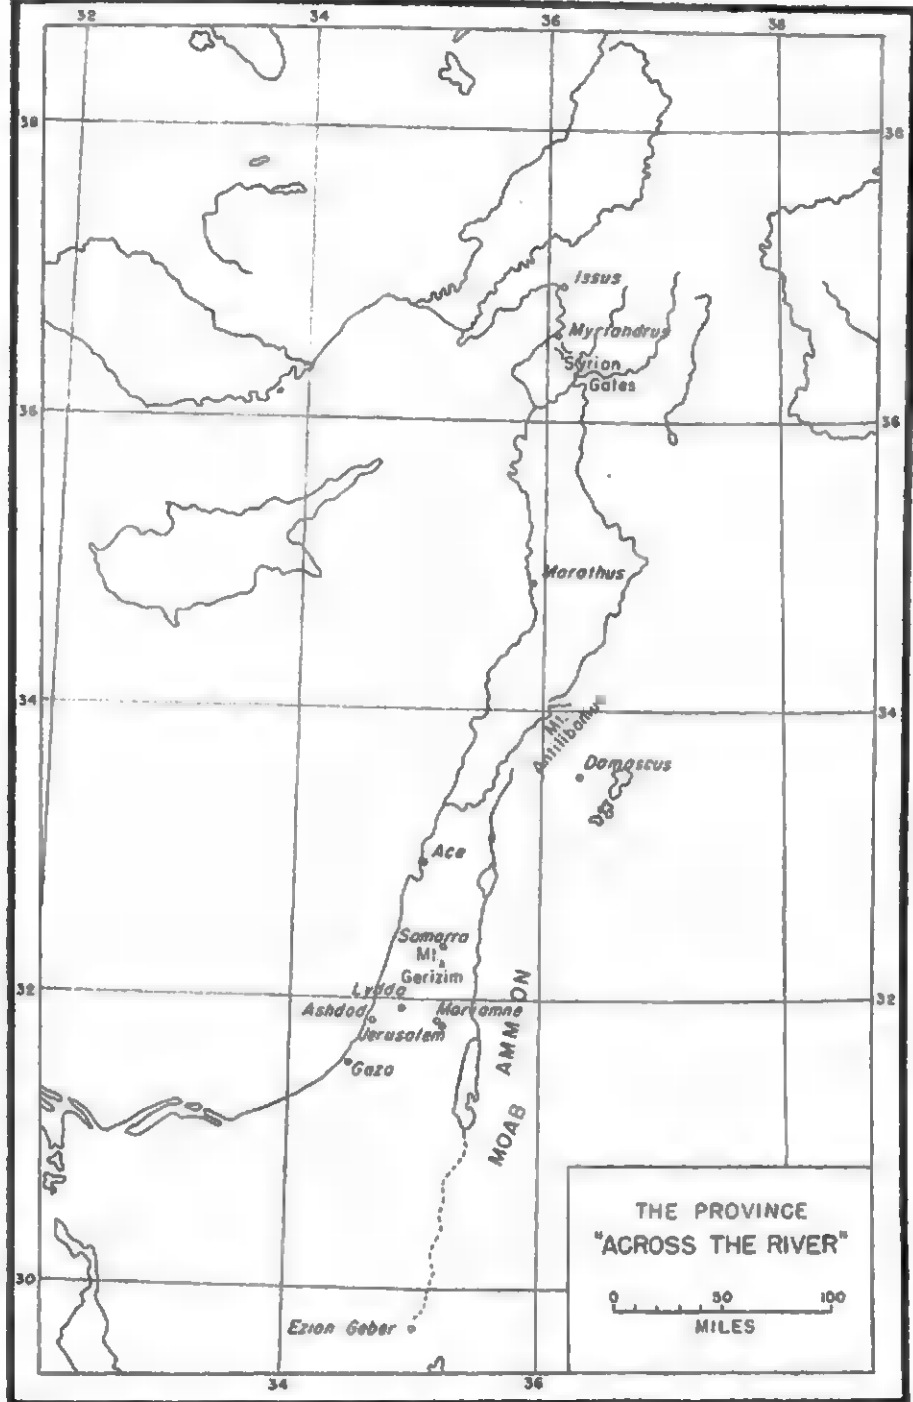 32 34 36 38
38 38
Issus
Myriandrus
Syrian
Gates
36 36
Marathus
34 34
Mt.
Antilibanus
Damascus
Ace
Samaria
Mt.
Gerizim
32 32
Lydda
Ashdod
Mariamne
Jerusalem
Gaza
AMMON
MOAB
THE PROVINCE
"ACROSS THE RIVER"
0 50 100
MILES
30
Ezion Geber
34 36